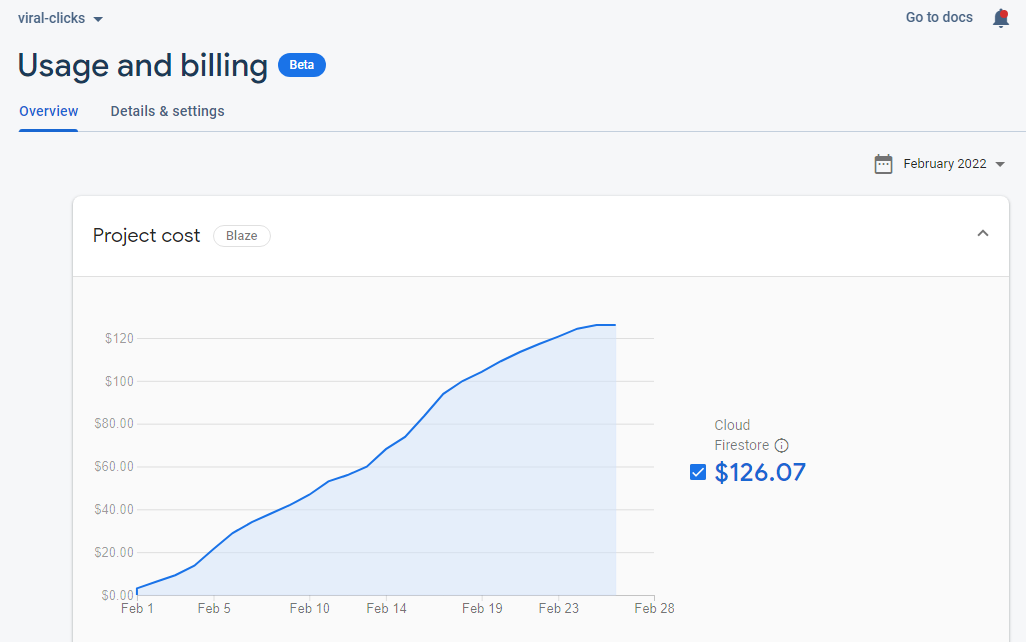 viral-clicks
Go to docs
Usage and billing Beta
Overview Details & settings
February 2022
Project cost Blaze
$120
$100
$80.00
$60.00
$40.00
$20.00
$0.00
Feb 1 Feb 5 Feb 10 Feb 14 Feb 19 Feb 23 Feb 28
Cloud
Firestore
$126.07